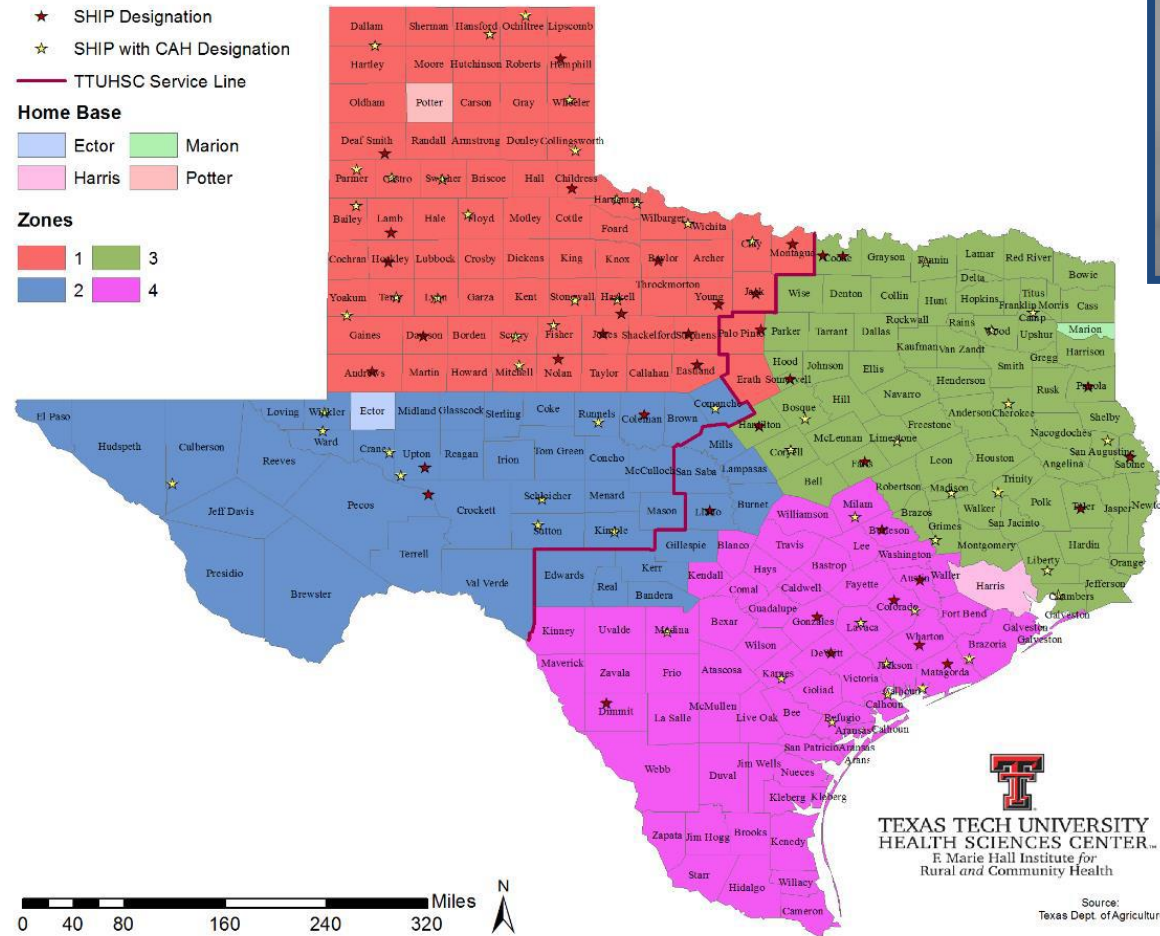 SHIP Designation
SHIP with CAH Designation
TTUHSC Service Line
Home Base
Ector Marion
Harris Potter
Zones
1 3
2 4
Dallam Sherman Hansford Ochiltree Lipscomb
Hartley Moore Hutchinson Roberts Hemphill
Oldham Potter Carson Gray Wheeler
Deaf Smith Randall Armstrong Donley Collingsworth
Parmer Castro Swisher Briscoe Hall Childress
Hardeman
Bailey Lamb Hale Floyd Motley Cottle Wilbarger Wichita
Foard Clay Montague
Cochran Hockley Lubbock Crosby Dickens King Knox Baylor Archer
Throckmorton
Yoakum Terry Lynn Garza Kent Stonewall Haskell Young Jack
Gaines Dawson Borden Scurry Fisher Jones Shackelford Stephens Palo Pinto
Andrews Martin Howard Mitchell Nolan Taylor Callahan Eastland Erath Somervell
Cooke Grayson Fannin Lamar Red River Bowie
Delta
Wise Denton Collin Hunt Hopkins Titus Franklin Morris Cass
Camp
Rockwall Rains Wood Upshur Marion
Parker Tarrant Dallas
Kaufman Van Zandt Gregg Harrison
Hood Johnson Ellis Smith
Henderson Rusk Panola
Hill Navarro
Bosque Anderson Cherokee Shelby
Hamilton Freestone Nacogdoches
McLennan Limestone San Augustine
Coryell Falls Leon Houston Angelina Sabine
Bell Robertson Madison Trinity
Walker Polk Tyler Jasper Newton
Brazos Grimes San Jacinto
Montgomery Hardin
Liberty Orange
Jefferson
Chambers
Galveston
El Paso Loving Winkler Ector Midland Glasscock Sterling Coke Runnels Coleman Brown Comanche
Hudspeth Culberson Ward
Reeves Crane Upton Reagan Irion Tom Green Concho Mills
McCulloch San Saba Lampasas
Jeff Davis Pecos Crockett Schleicher Menard
Mason Llano Burnet
Sutton Kimble
Presidio Terrell Gillespie
Brewster Val Verde Edwards Kerr
Real
Bandera
Williamson Milam
Burleson
Blanco Travis Lee
Washington
Kendall Hays Bastrop
Comal Caldwell Fayette Austin Waller Harris
Guadalupe Colorado Fort Bend
Kinney Uvalde Medina Bexar Gonzales Lavaca Galveston
Wilson Wharton Brazoria Galveston
Maverick DeWitt
Zavala Frio Atascosa Karnes Jackson Matagorda
Goliad Victoria
Calhoun
Dimmit McMullen Bee Calhoun
La Salle Live Oak Refugio
Aransas Calhoun
San Patricio Aransas
Webb Jim Wells Arans
Duval Nueces
Kleberg Kleberg
Zapata Jim Hogg Brooks Kenedy
Starr
Hidalgo Willacy
Cameron
TEXAS TECH UNIVERSITY
HEALTH SCIENCES CENTER™
F. Marie Hall Institute for
Rural and Community Health
Source:
Texas Dept. of Agriculture
Miles
N
0 40 80 160 240 320